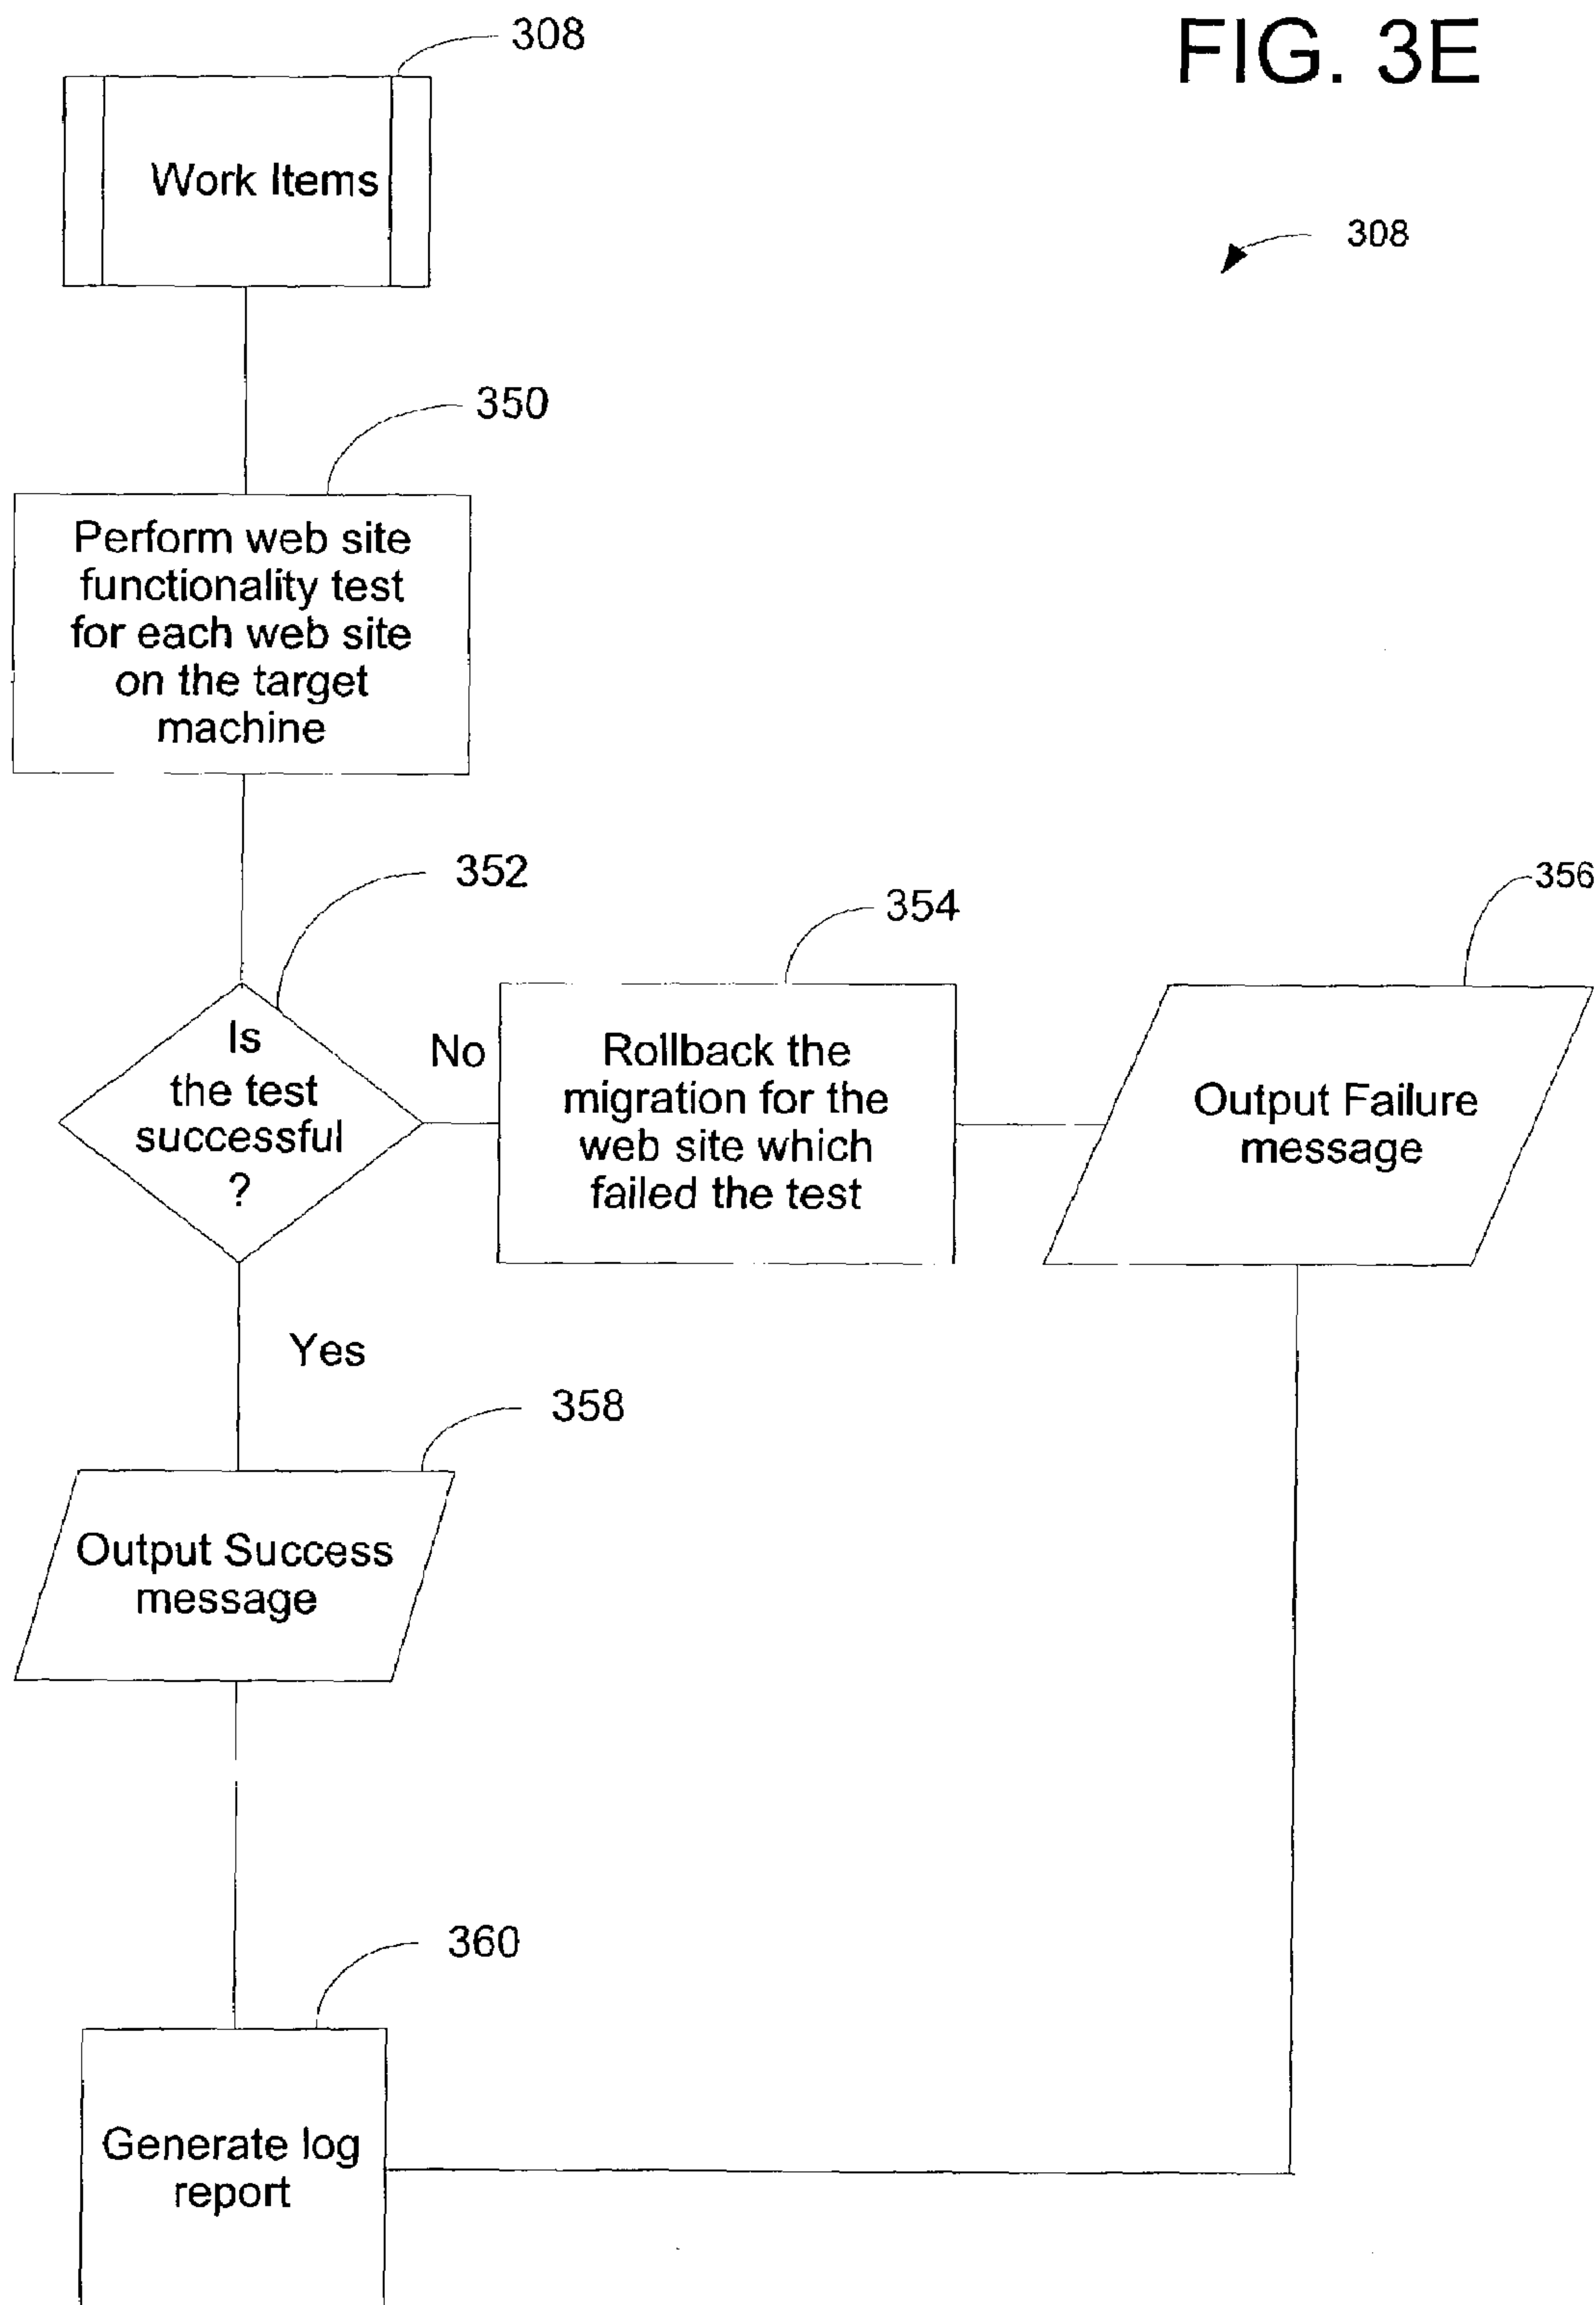 FIG. 3E
308
Work Items
308
350
Perform web site
functionality test
for each web site
on the target
machine
352
354
356
Is
the test
successful
?
No
Rollback the
migration for the
web site which
failed the test
Output Failure
message
Yes
358
Output Success
message
360
Generate log
report